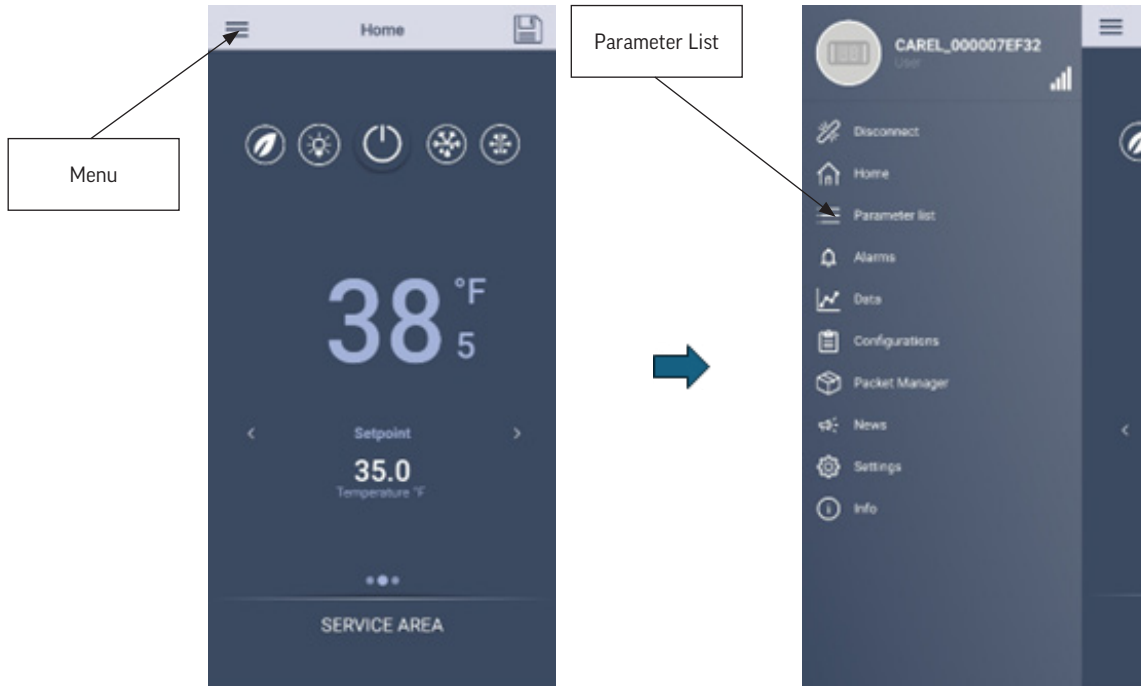 Menu
Home
38 °F
5
Setpoint
35.0
Temperature °F
SERVICE AREA
Parameter List
CAREL_000007EF32
User
Disconnect
Home
Parameter list
Alarms
Data
Configurations
Packet Manager
News
Settings
Info